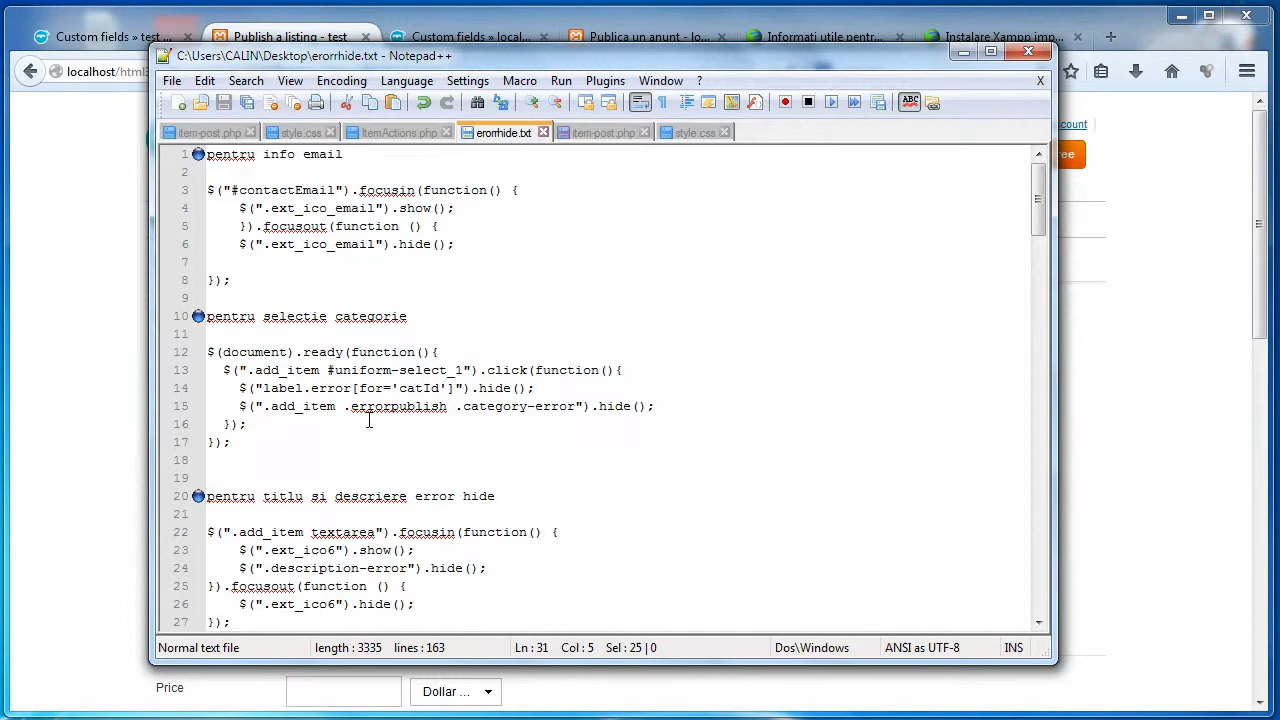 Custom fields » test ...
Publish a listing - test
Custom fields » local...
Publica un anunt - lo...
Informati utile pentr...
Instalare Xampp imp...
localhost/html3
C:\Users\CALIN\Desktop\erorrhide.txt - Notepad++
File Edit Search View Encoding Language Settings Macro Run Plugins Window ? X
item-post.php
style.css
ItemActions.php
erorrhide.txt
item-post.php
style.css
count
ee
1 pentru info email
2
3 $("#contactEmail").focusin(function() {
4 $(".ext_ico_email").show();
5 }).focusout(function () {
6 $(".ext_ico_email").hide();
7
8 });
9
10 pentru selectie categorie
11
12 $(document).ready(function(){
13 $(".add_item #uniform-select_1").click(function(){
14 $("label.error[for='catId']").hide();
15 $(".add_item .errorpublish .category-error").hide();
16 });
17 });
18
19
20 pentru titlu si descriere error hide
21
22 $(".add_item textarea").focusin(function() {
23 $(".ext_ico6").show();
24 $(".description-error").hide();
25 }).focusout(function () {
26 $(".ext_ico6").hide();
27 });
Normal text file length : 3335 lines : 163 Ln : 31 Col : 5 Sel : 25 | 0 Dos\Windows ANSI as UTF-8 INS
Price Dollar ...